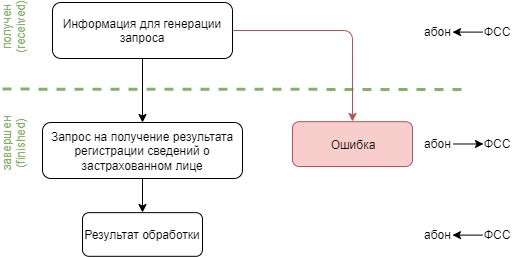 получен
(received)
Информация для генерации
запроса
абон
ФСС
завершен
(finished)
Запрос на получение результата
регистрации сведений о
застрахованном лице
Ошибка
абон
ФСС
Результат обработки
абон
ФСС